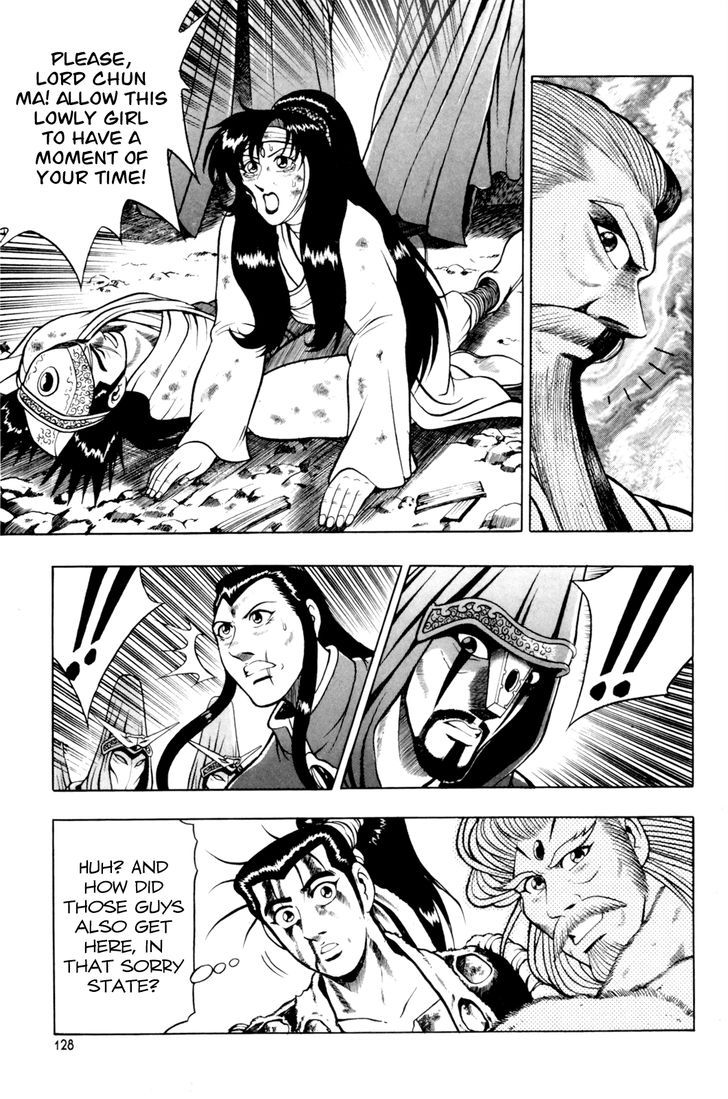 PLEASE,
LORD CHUN
MA! ALLOW THIS
LOWLY GIRL
TO HAVE A
MOMENT OF
YOUR TIME!
!!
!!
HUH? AND
HOW DID
THOSE GUYS
ALSO GET
HERE, IN
THAT SORRY
STATE?
128